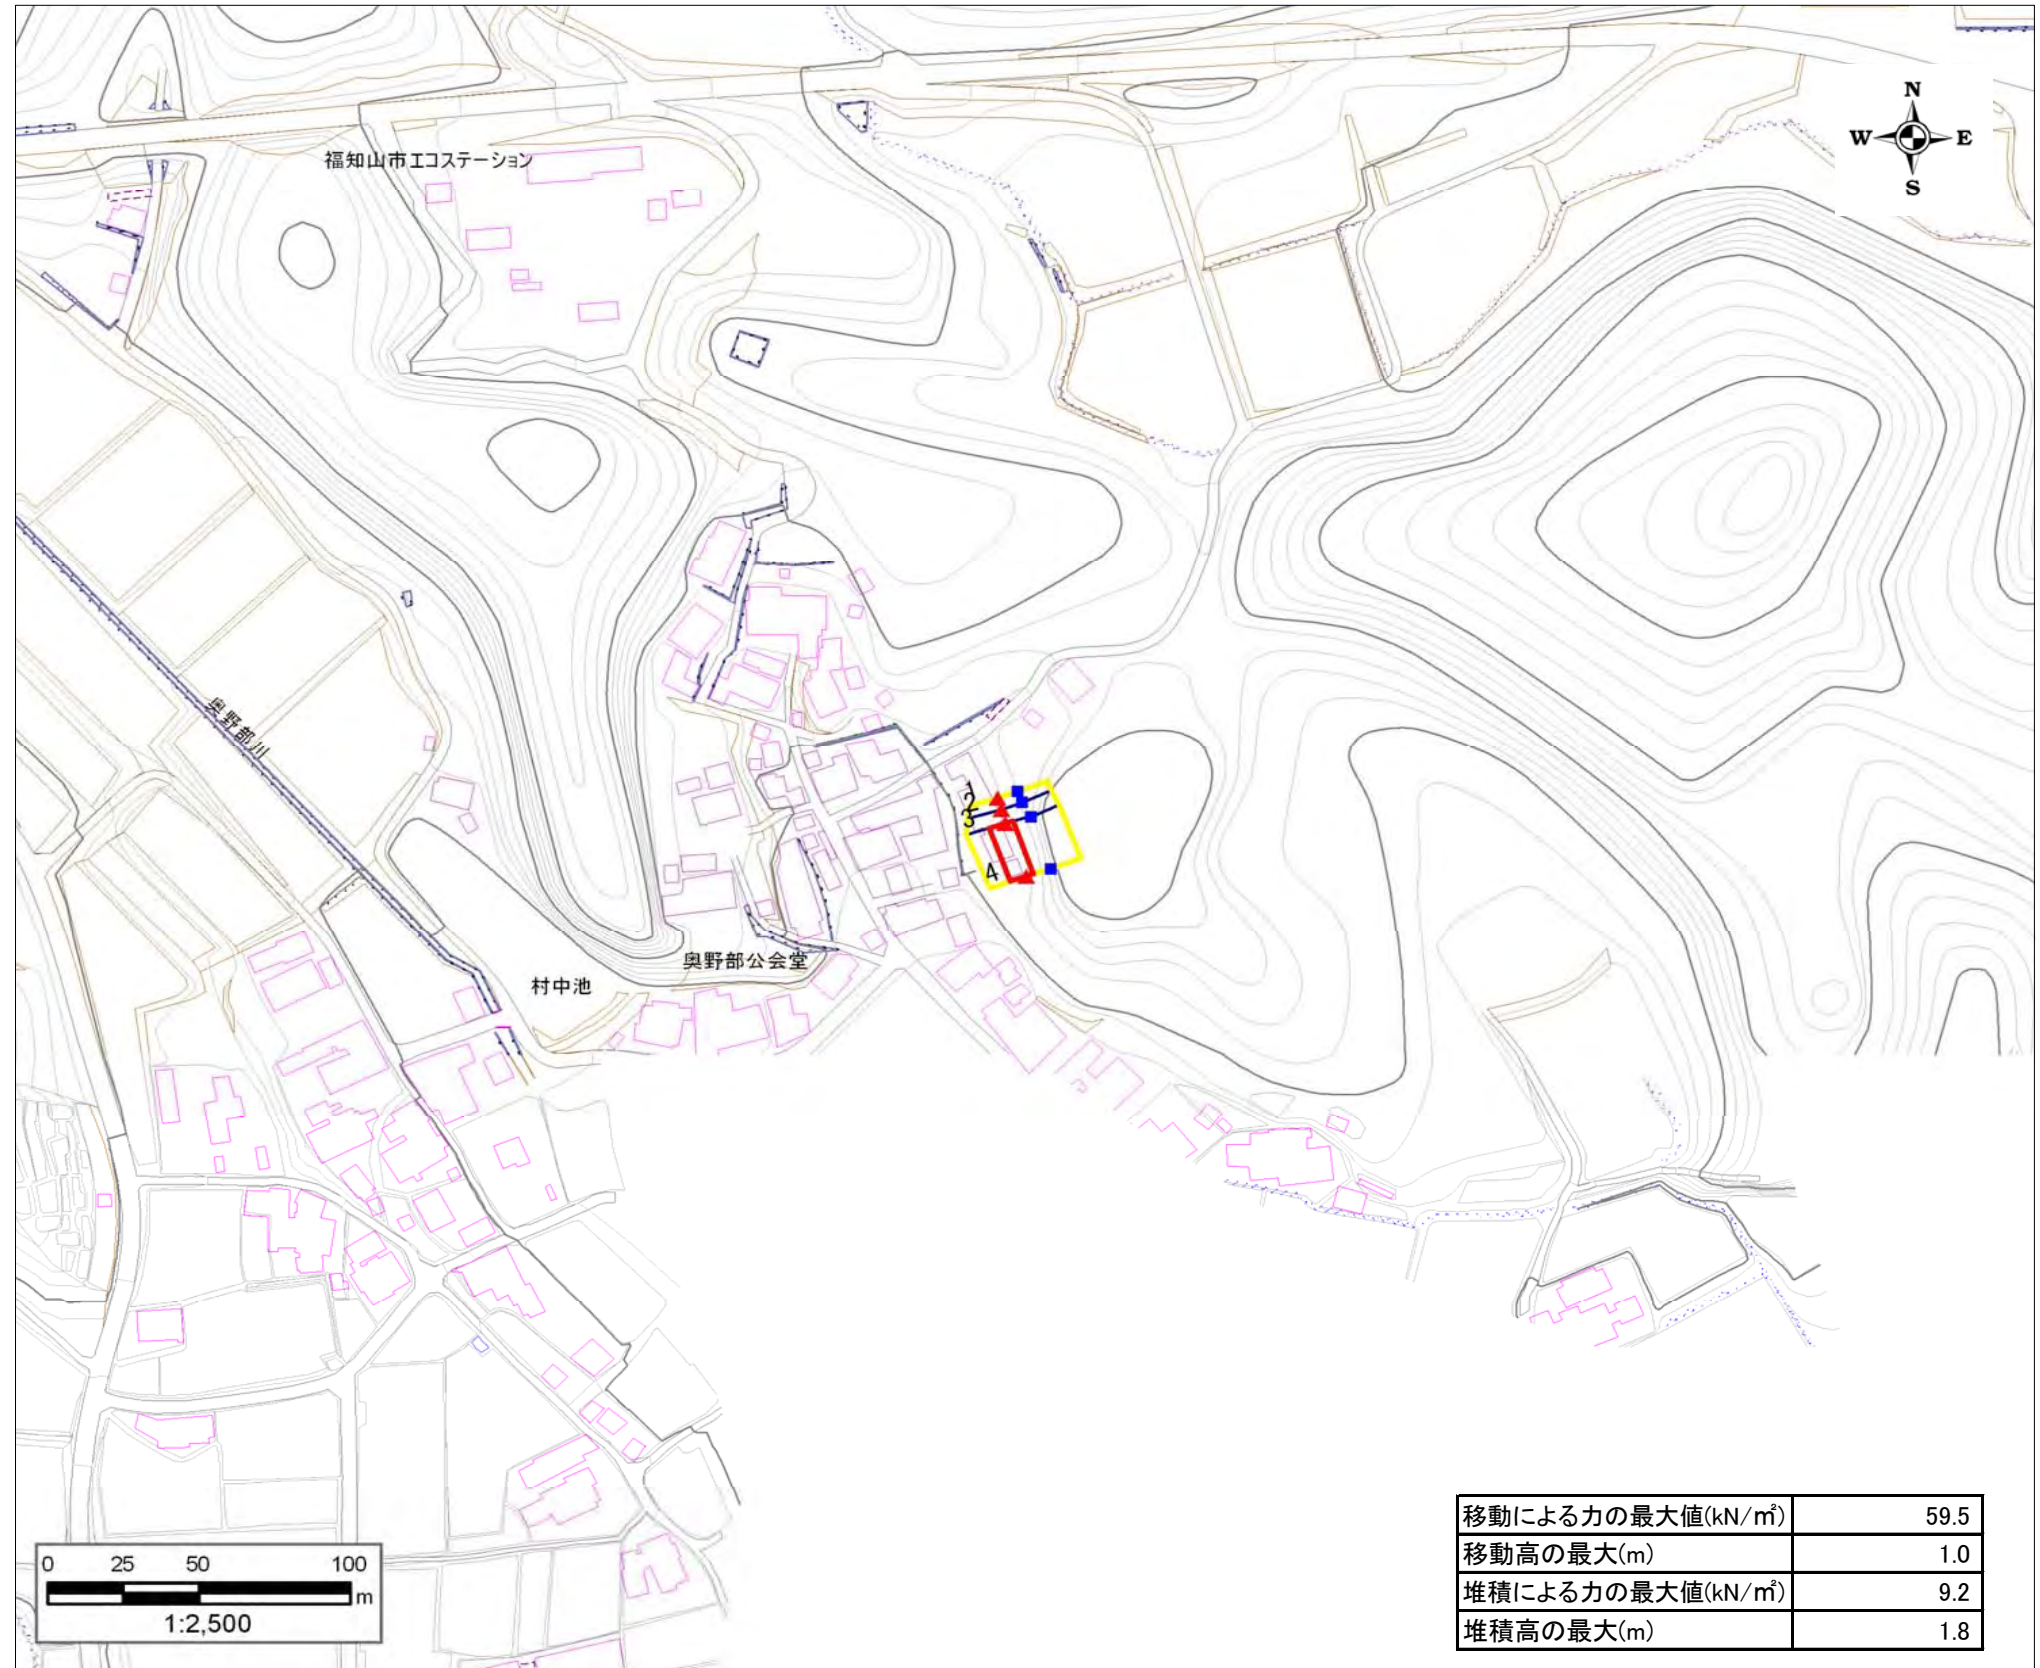 N
W E
S
福知山市エコステーション
奥野部川
1
2
3
4
奥野部公会堂
村中池
移動による力の最大値(kN/㎡) 59.5
移動高の最大(m) 1.0
堆積による力の最大値(kN/㎡) 9.2
堆積高の最大(m) 1.8
0 25 50 100
m
1:2,500